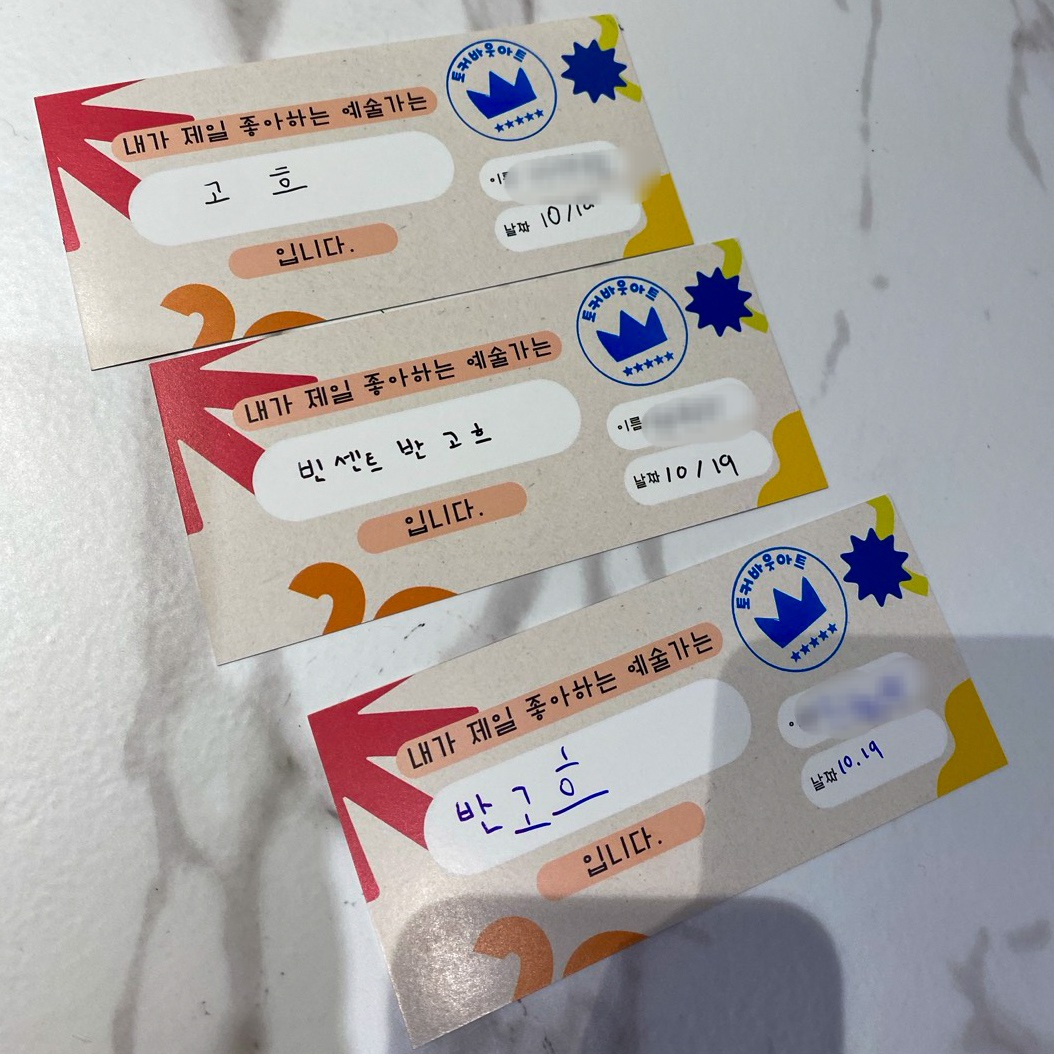 토커바웃아트
내가 제일 좋아하는 예술가는
고 흐
날짜 10/19
입니다.
토커바웃아트
내가 제일 좋아하는 예술가는
빈센트 반 고흐
이름
날짜 10/19
입니다.
토커바웃아트
내가 제일 좋아하는 예술가는
반 고흐
날짜 10.19
입니다.